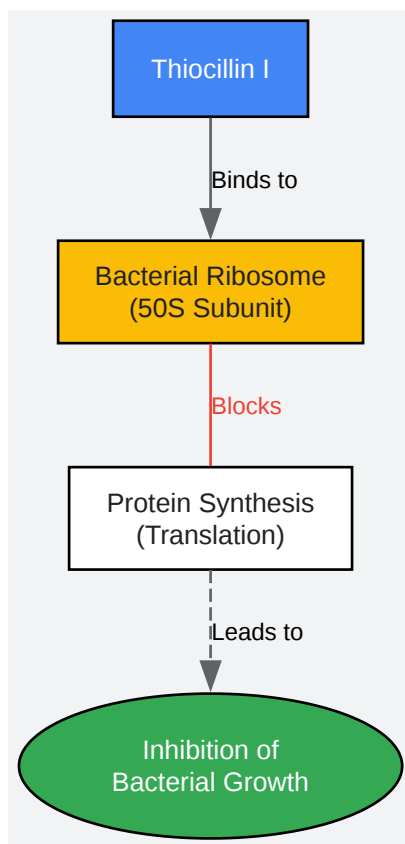 Thiocillin I
Binds to
Bacterial Ribosome
(50S Subunit)
Blocks
Protein Synthesis
(Translation)
Leads to
Inhibition of
Bacterial Growth